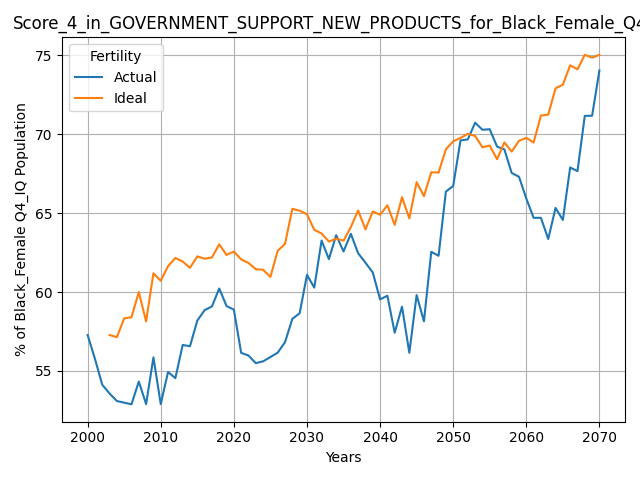 Score_4_in_GOVERNMENT_SUPPORT_NEW_PRODUCTS_for_Black_Female_Q4
Fertility
Actual
Ideal
% of Black_Female Q4_IQ Population
75
70
65
60
55
2000 2010 2020 2030 2040 2050 2060 2070
Years